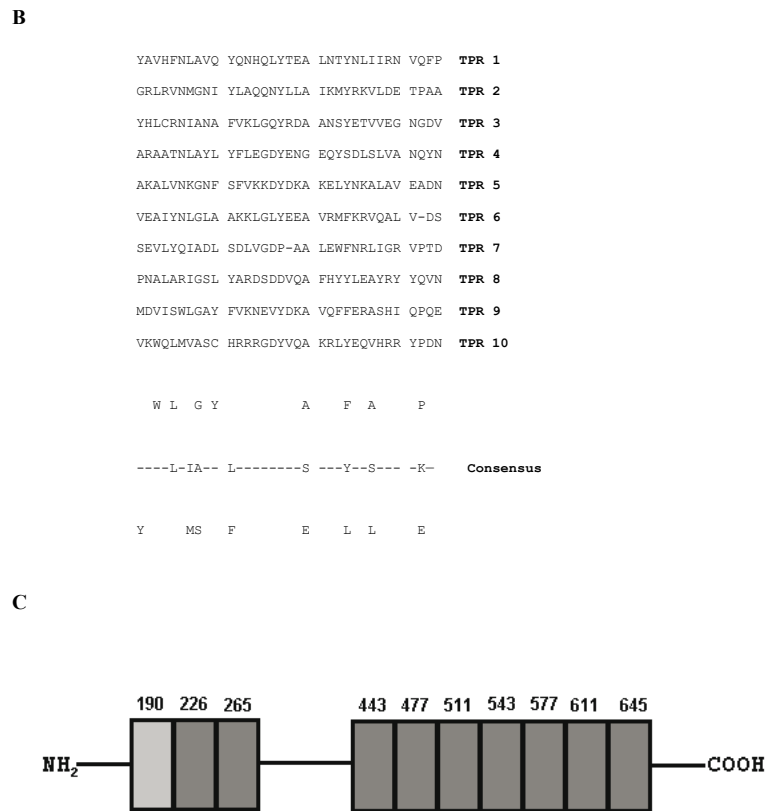 B
YAVHFNLAVQ YQNHQLYTEA LNTYNLIIRN VQFP TPR 1
GRLRVNMGNI YLAQQNYLLA IKMYRKVLDE TPAA TPR 2
YHLCRNIANA FVKLGQYRDA ANSYETVVEG NGDV TPR 3
ARAATNLAYL YFLEGDYENG EQYSDLSLVA NQYN TPR 4
AKALVNKGNF SFVKKDYDKA KELYNKALAV EADN TPR 5
VEAIYNLGLA AKKLGLYEEA VRMFKRVQAL V-DS TPR 6
SEVLYQIADL SDLVGDP-AA LEWFNRLIGR VPTD TPR 7
PNALARIGSL YARDSDDVQA FHYYLEAYRY YQVN TPR 8
MDVISWLGAY FVKNEVYDKA VQFFERASHI QPQE TPR 9
VKWQLMVASC HRRRGDYVQA KRLYEQVHRR YPDN TPR 10
W L G Y A F A P
----L-IA-- L--------S ---Y--S--- -K— Consensus
Y MS F E L L E
C
190 226 265 443 477 511 543 577 611 645
NH2 COOH